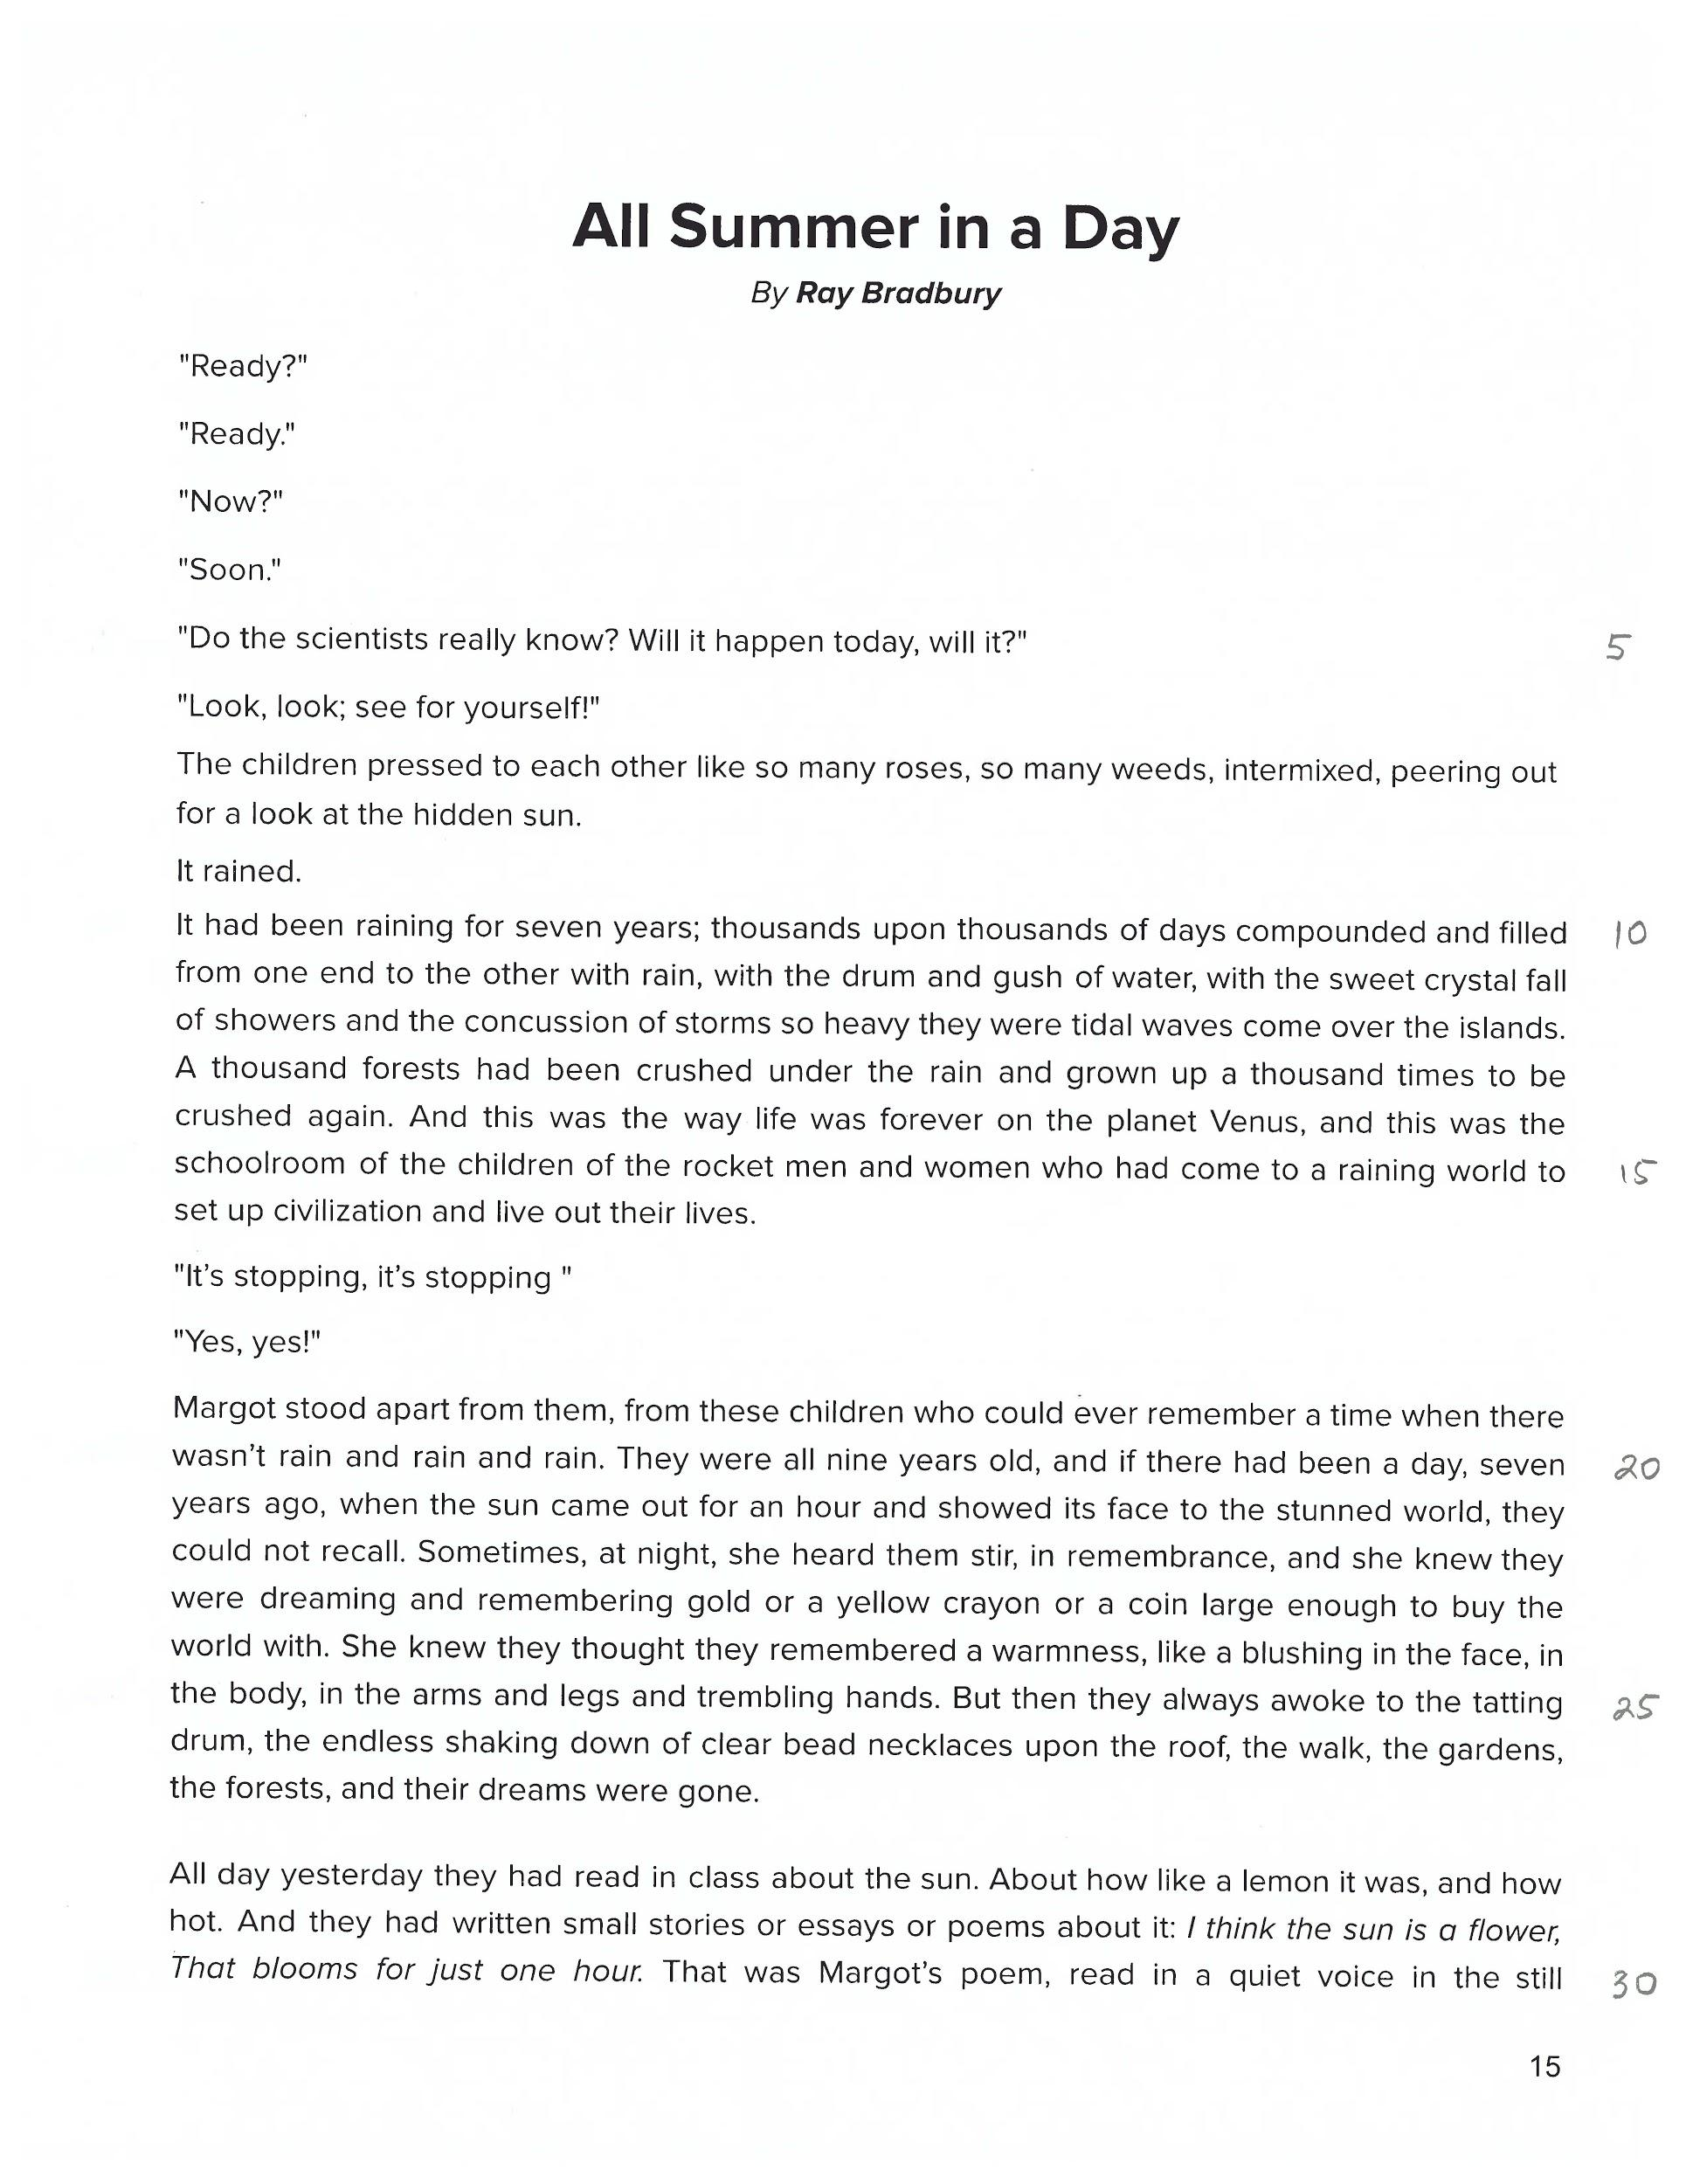 All Summer in a Day
By Ray Bradbury
"Ready?"
"Ready."
"Now?"
"Soon."
"Do the scientists really know? Will it happen today, will it?" 5
"Look, look; see for yourself!"
The children pressed to each other like so many roses, so many weeds, intermixed, peering out
for a look at the hidden sun.
It rained.
It had been raining for seven years; thousands upon thousands of days compounded and filled 10
from one end to the other with rain, with the drum and gush of water, with the sweet crystal fall
of showers and the concussion of storms so heavy they were tidal waves come over the islands.
A thousand forests had been crushed under the rain and grown up a thousand times to be
crushed again. And this was the way life was forever on the planet Venus, and this was the
schoolroom of the children of the rocket men and women who had come to a raining world to 15
set up civilization and live out their lives.
"It's stopping, it's stopping "
"Yes, yes!"
Margot stood apart from them, from these children who could ever remember a time when there
wasn't rain and rain and rain. They were all nine years old, and if there had been a day, seven 20
years ago, when the sun came out for an hour and showed its face to the stunned world, they
could not recall. Sometimes, at night, she heard them stir, in remembrance, and she knew they
were dreaming and remembering gold or a yellow crayon or a coin large enough to buy the
world with. She knew they thought they remembered a warmness, like a blushing in the face, in
the body, in the arms and legs and trembling hands. But then they always awoke to the tatting 25
drum, the endless shaking down of clear bead necklaces upon the roof, the walk, the gardens,
the forests, and their dreams were gone.
All day yesterday they had read in class about the sun. About how like a lemon it was, and how
hot. And they had written small stories or essays or poems about it: I think the sun is a flower,
That blooms for just one hour. That was Margot's poem, read in a quiet voice in the still 30
15